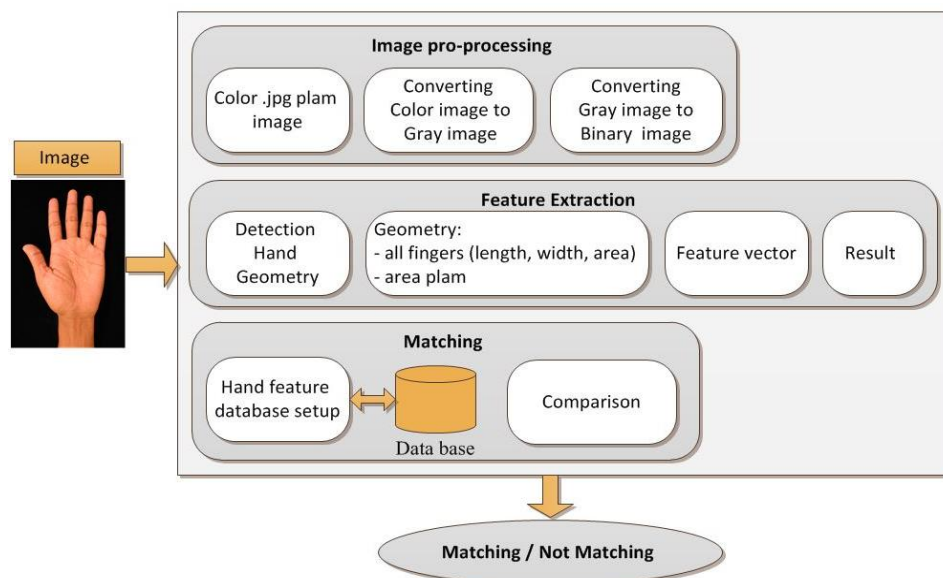 Image pro-processing
Color .jpg plam
image
Converting
Color image to
Gray image
Converting
Gray image to
Binary image
Image
Feature Extraction
Detection
Hand
Geometry
Geometry:
- all fingers (length, width, area)
- area plam
Feature vector
Result
Matching
Hand feature
database setup
Data base
Comparison
Matching / Not Matching